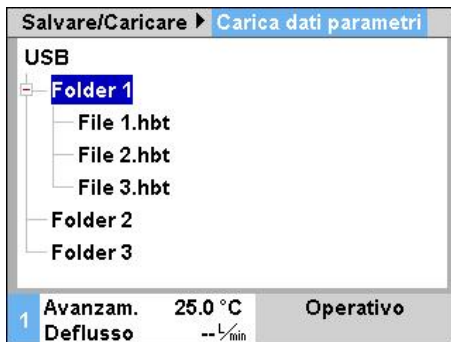 Salvare/Caricare ▶ Carica dati parametri
USB
Folder 1
File 1.hbt
File 2.hbt
File 3.hbt
Folder 2
Folder 3
1 Avanzam. 25.0 °C Operativo
Deflusso -- L/min